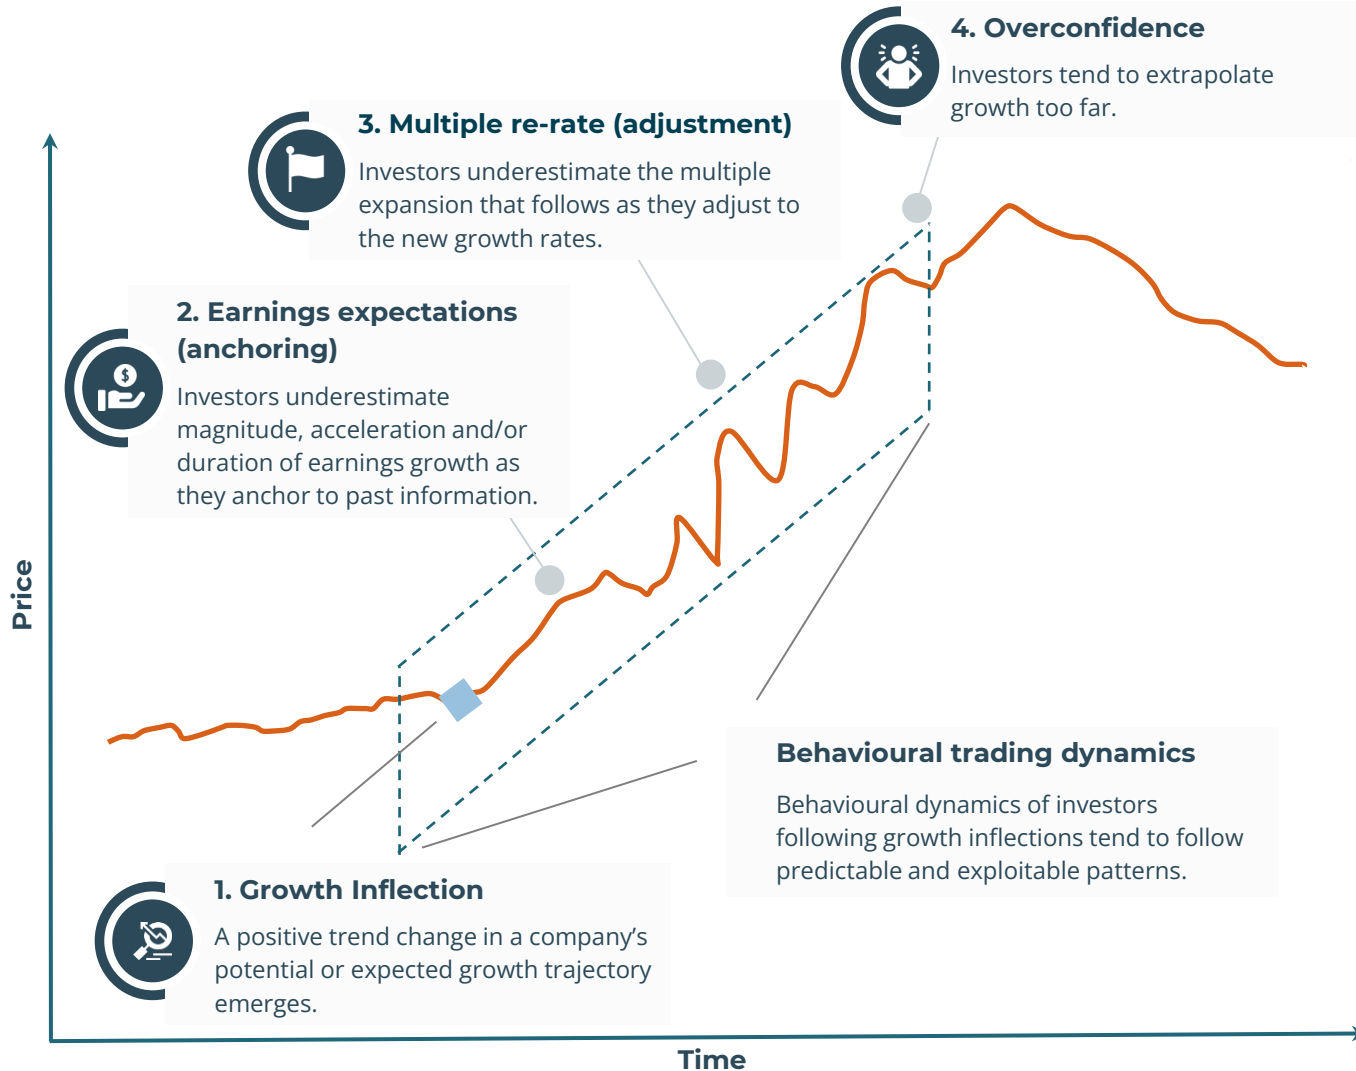 4. Overconfidence
Investors tend to extrapolate
growth too far.
3. Multiple re-rate (adjustment)
Investors underestimate the multiple
expansion that follows as they adjust to
the new growth rates.
2. Earnings expectations
(anchoring)
Investors underestimate
magnitude, acceleration and/or
duration of earnings growth as
they anchor to past information.
$
Price
Behavioural trading dynamics
Behavioural dynamics of investors
following growth inflections tend to follow
predictable and exploitable patterns.
1. Growth Inflection
A positive trend change in a company’s
potential or expected growth trajectory
emerges.
Time